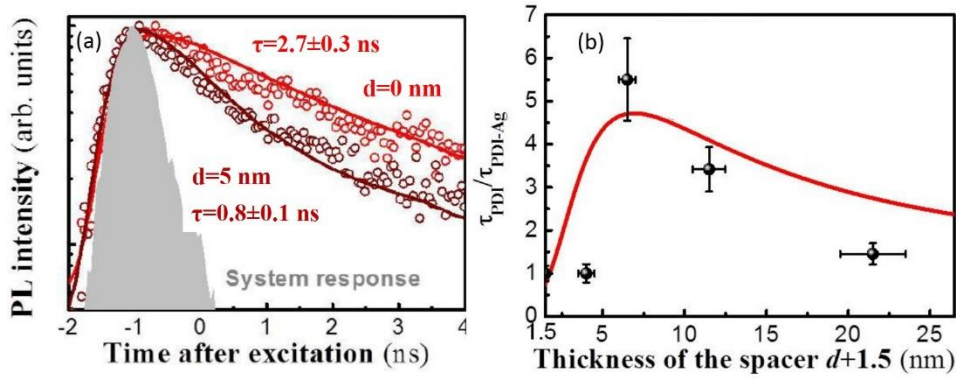 (a)
τ=2.7±0.3 ns
d=0 nm
d=5 nm
τ=0.8±0.1 ns
System response
PL intensity (arb. units)
-2 -1 0 1 2 3 4
Time after excitation (ns)
(b)
τPDI/τPDI-Ag
7
6
5
4
3
2
1
0
1.5 5 10 15 20 25
Thickness of the spacer d+1.5 (nm)